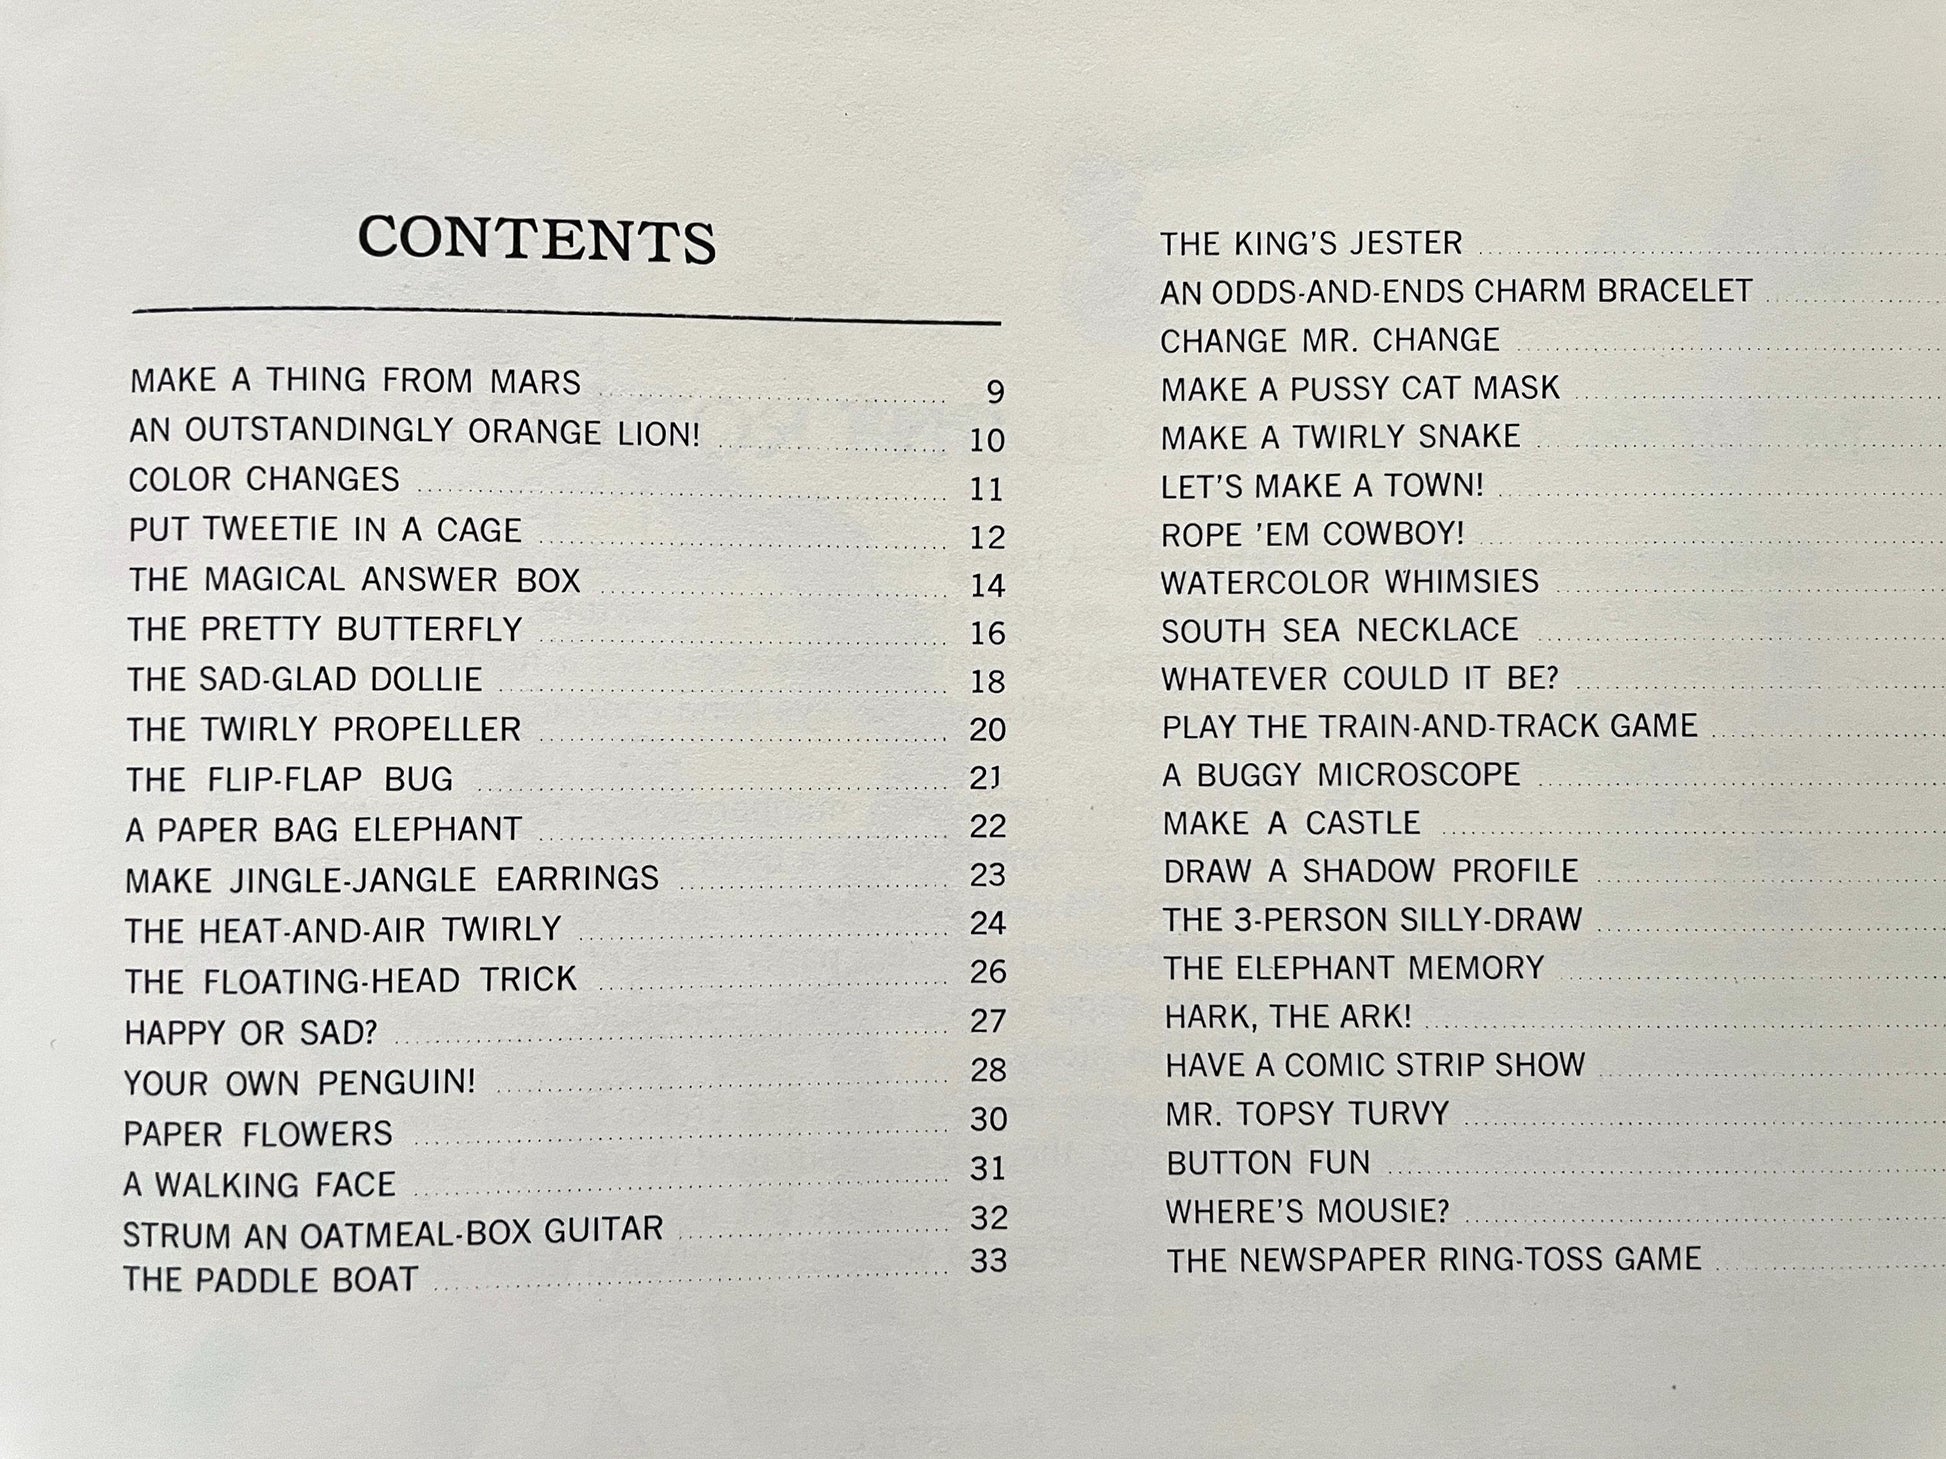 CONTENTS
MAKE A THING FROM MARS 9
AN OUTSTANDINGLY ORANGE LION! 10
COLOR CHANGES 11
PUT TWEETIE IN A CAGE 12
THE MAGICAL ANSWER BOX 14
THE PRETTY BUTTERFLY 16
THE SAD-GLAD DOLLIE 18
THE TWIRLY PROPELLER 20
THE FLIP-FLAP BUG 21
A PAPER BAG ELEPHANT 22
MAKE JINGLE-JANGLE EARRINGS 23
THE HEAT-AND-AIR TWIRLY 24
THE FLOATING-HEAD TRICK 26
HAPPY OR SAD? 27
YOUR OWN PENGUIN! 28
PAPER FLOWERS 30
A WALKING FACE 31
STRUM AN OATMEAL-BOX GUITAR 32
THE PADDLE BOAT 33
THE KING'S JESTER
AN ODDS-AND-ENDS CHARM BRACELET
CHANGE MR. CHANGE
MAKE A PUSSY CAT MASK
MAKE A TWIRLY SNAKE
LET'S MAKE A TOWN!
ROPE 'EM COWBOY!
WATERCOLOR WHIMSIES
SOUTH SEA NECKLACE
WHATEVER COULD IT BE?
PLAY THE TRAIN-AND-TRACK GAME
A BUGGY MICROSCOPE
MAKE A CASTLE
DRAW A SHADOW PROFILE
THE 3-PERSON SILLY-DRAW
THE ELEPHANT MEMORY
HARK, THE ARK!
HAVE A COMIC STRIP SHOW
MR. TOPSY TURVY
BUTTON FUN
WHERE'S MOUSIE?
THE NEWSPAPER RING-TOSS GAME